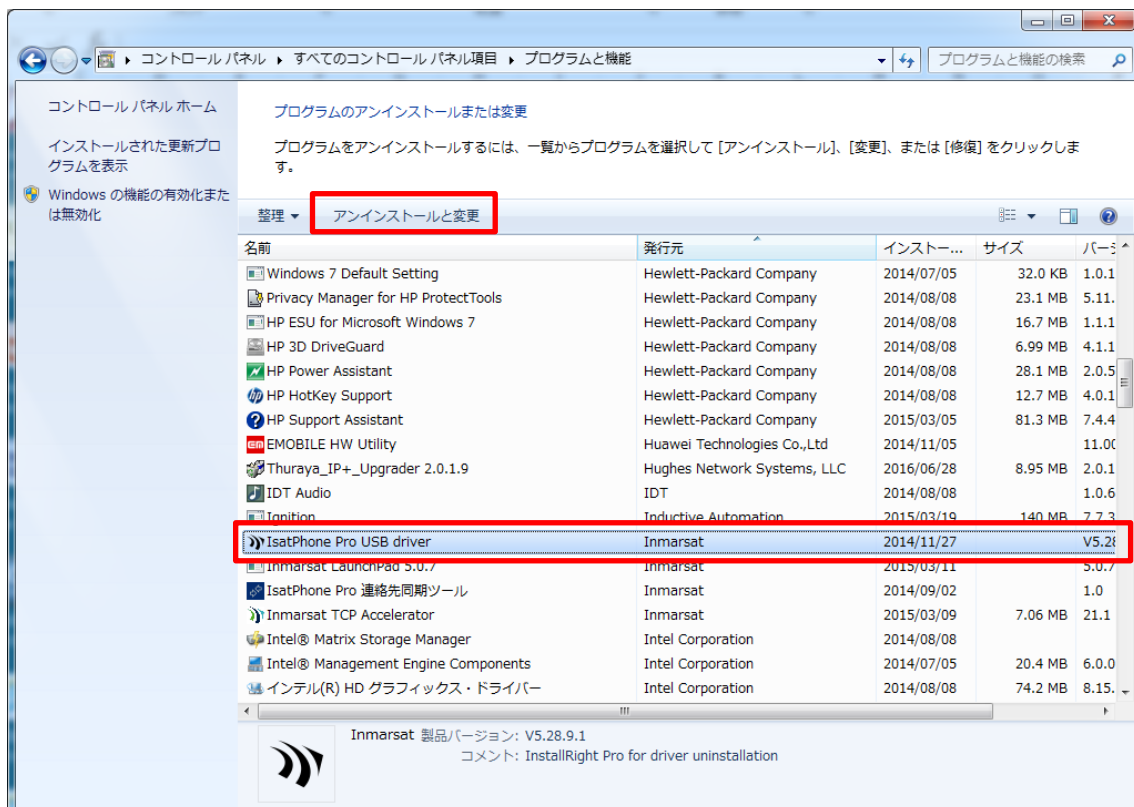 コントロール パネル ▸ すべてのコントロール パネル項目 ▸ プログラムと機能
プログラムと機能の検索
コントロール パネル ホーム
インストールされた更新プロ
グラムを表示
Windows の機能の有効化また
は無効化
プログラムのアンインストールまたは変更
プログラムをアンインストールするには、一覧からプログラムを選択して [アンインストール]、[変更]、または [修復] をクリックしま
す。
整理 アンインストールと変更
名前 発行元 インストー... サイズ バージ
Windows 7 Default Setting Hewlett-Packard Company 2014/07/05 32.0 KB 1.0.1
Privacy Manager for HP ProtectTools Hewlett-Packard Company 2014/08/08 23.1 MB 5.11.
HP ESU for Microsoft Windows 7 Hewlett-Packard Company 2014/08/08 16.7 MB 1.1.1
HP 3D DriveGuard Hewlett-Packard Company 2014/08/08 6.99 MB 4.1.1
HP Power Assistant Hewlett-Packard Company 2014/08/08 28.1 MB 2.0.5
HP HotKey Support Hewlett-Packard Company 2014/08/08 12.7 MB 4.0.1
HP Support Assistant Hewlett-Packard Company 2015/03/05 81.3 MB 7.4.4
EMOBILE HW Utility Huawei Technologies Co.,Ltd 2014/11/05 11.00
Thuraya_IP+_Upgrader 2.0.1.9 Hughes Network Systems, LLC 2016/06/28 8.95 MB 2.0.1
IDT Audio IDT 2014/08/08 1.0.6
Ignition Inductive Automation 2015/03/19 140 MB 7.7.3
IsatPhone Pro USB driver Inmarsat 2014/11/27 V5.28
Inmarsat LaunchPad 5.0.7 Inmarsat 2015/03/11 5.0.7
IsatPhone Pro 連絡先同期ツール Inmarsat 2014/09/02 1.0
Inmarsat TCP Accelerator Inmarsat 2015/03/09 7.06 MB 21.1
Intel® Matrix Storage Manager Intel Corporation 2014/08/08
Intel® Management Engine Components Intel Corporation 2014/07/05 20.4 MB 6.0.0
インテル(R) HD グラフィックス・ドライバー Intel Corporation 2014/08/08 74.2 MB 8.15.
Inmarsat 製品バージョン: V5.28.9.1
コメント: InstallRight Pro for driver uninstallation